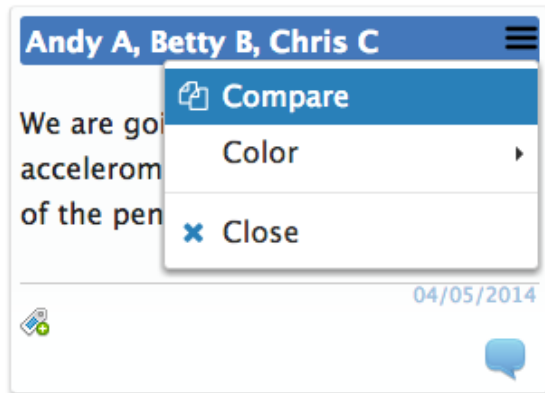 Andy A, Betty B, Chris C
Compare
Color
Close
We are goi
accelerom
of the pen
04/05/2014